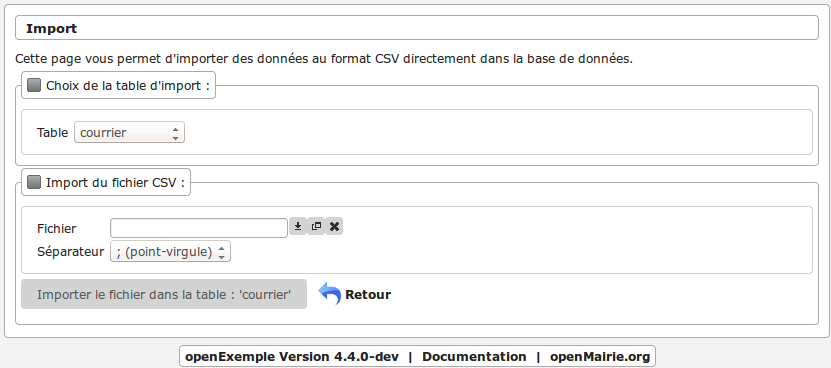 Import
Cette page vous permet d'importer des données au format CSV directement dans la base de données.
Choix de la table d'import :
Table courrier
Import du fichier CSV :
Fichier
Séparateur ; (point-virgule)
Importer le fichier dans la table : 'courrier' Retour
openExemple Version 4.4.0-dev | Documentation | openMairie.org